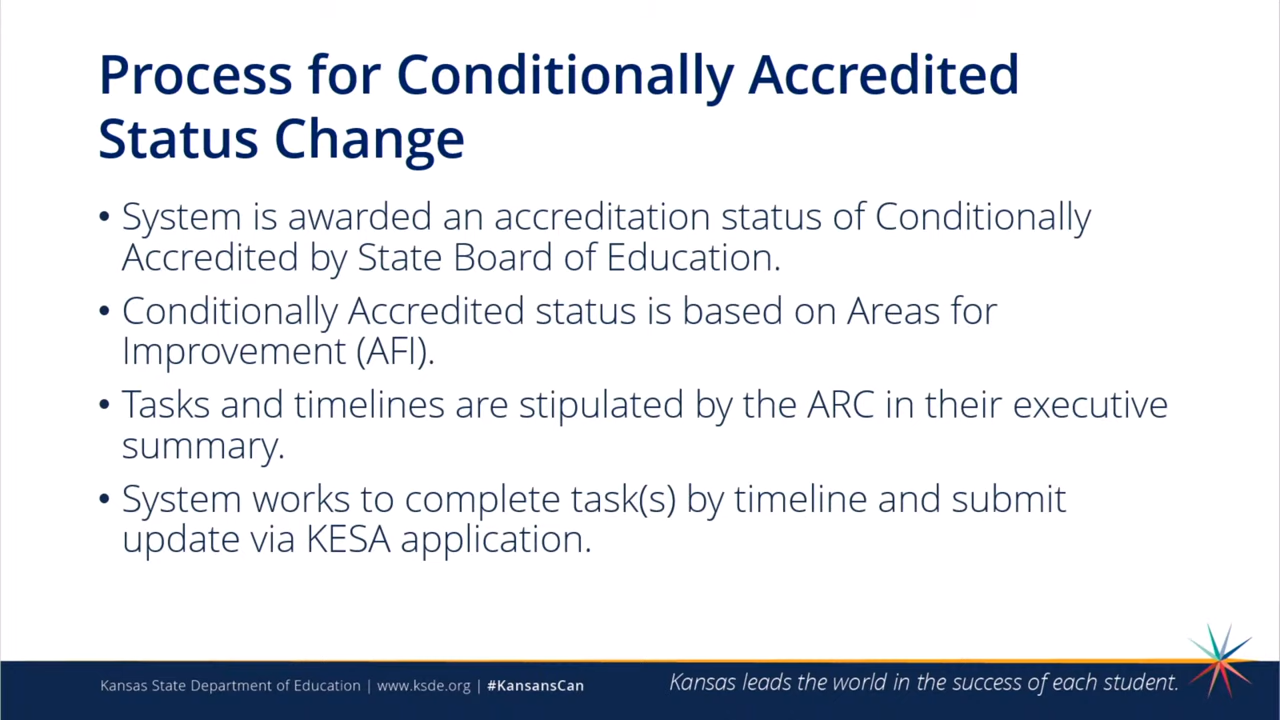 Process for Conditionally Accredited
Status Change
• System is awarded an accreditation status of Conditionally
Accredited by State Board of Education.
• Conditionally Accredited status is based on Areas for
Improvement (AFI).
• Tasks and timelines are stipulated by the ARC in their executive
summary.
• System works to complete task(s) by timeline and submit
update via KESA application.
Kansas State Department of Education | www.ksde.org | #KansansCan
Kansas leads the world in the success of each student.